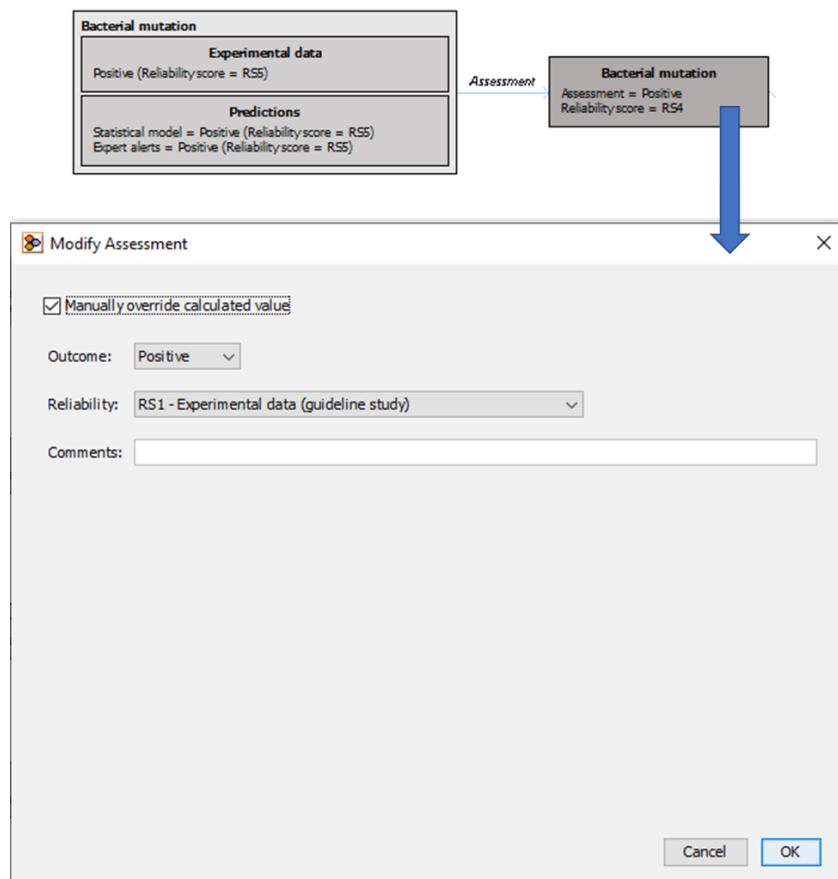 Bacterial mutation
Experimental data
Positive (Reliability score = RS5)
Predictions
Statistical model = Positive (Reliability score = RS5)
Expert alerts = Positive (Reliability score = RS5)
Assessment
Bacterial mutation
Assessment = Positive
Reliability score = RS4
Modify Assessment
Manually override calculated value
Outcome: Positive
Reliability: RS1 - Experimental data (guideline study)
Comments:
Cancel OK